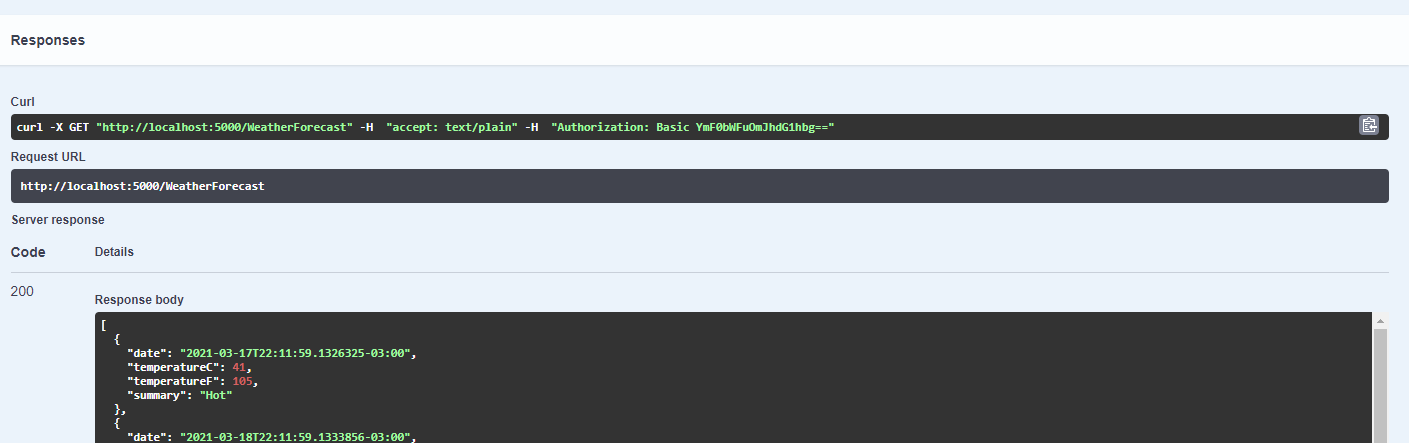 Responses
Curl
curl -X GET "http://localhost:5000/WeatherForecast" -H  "accept: text/plain" -H  "Authorization: Basic YmF0bWFuOmJhdG1hbg=="
Request URL
http://localhost:5000/WeatherForecast
Server response
Code Details
200
Response body
[
  {
    "date": "2021-03-17T22:11:59.1326325-03:00",
    "temperatureC": 41,
    "temperatureF": 105,
    "summary": "Hot"
  },
  {
    "date": "2021-03-18T22:11:59.1333856-03:00",